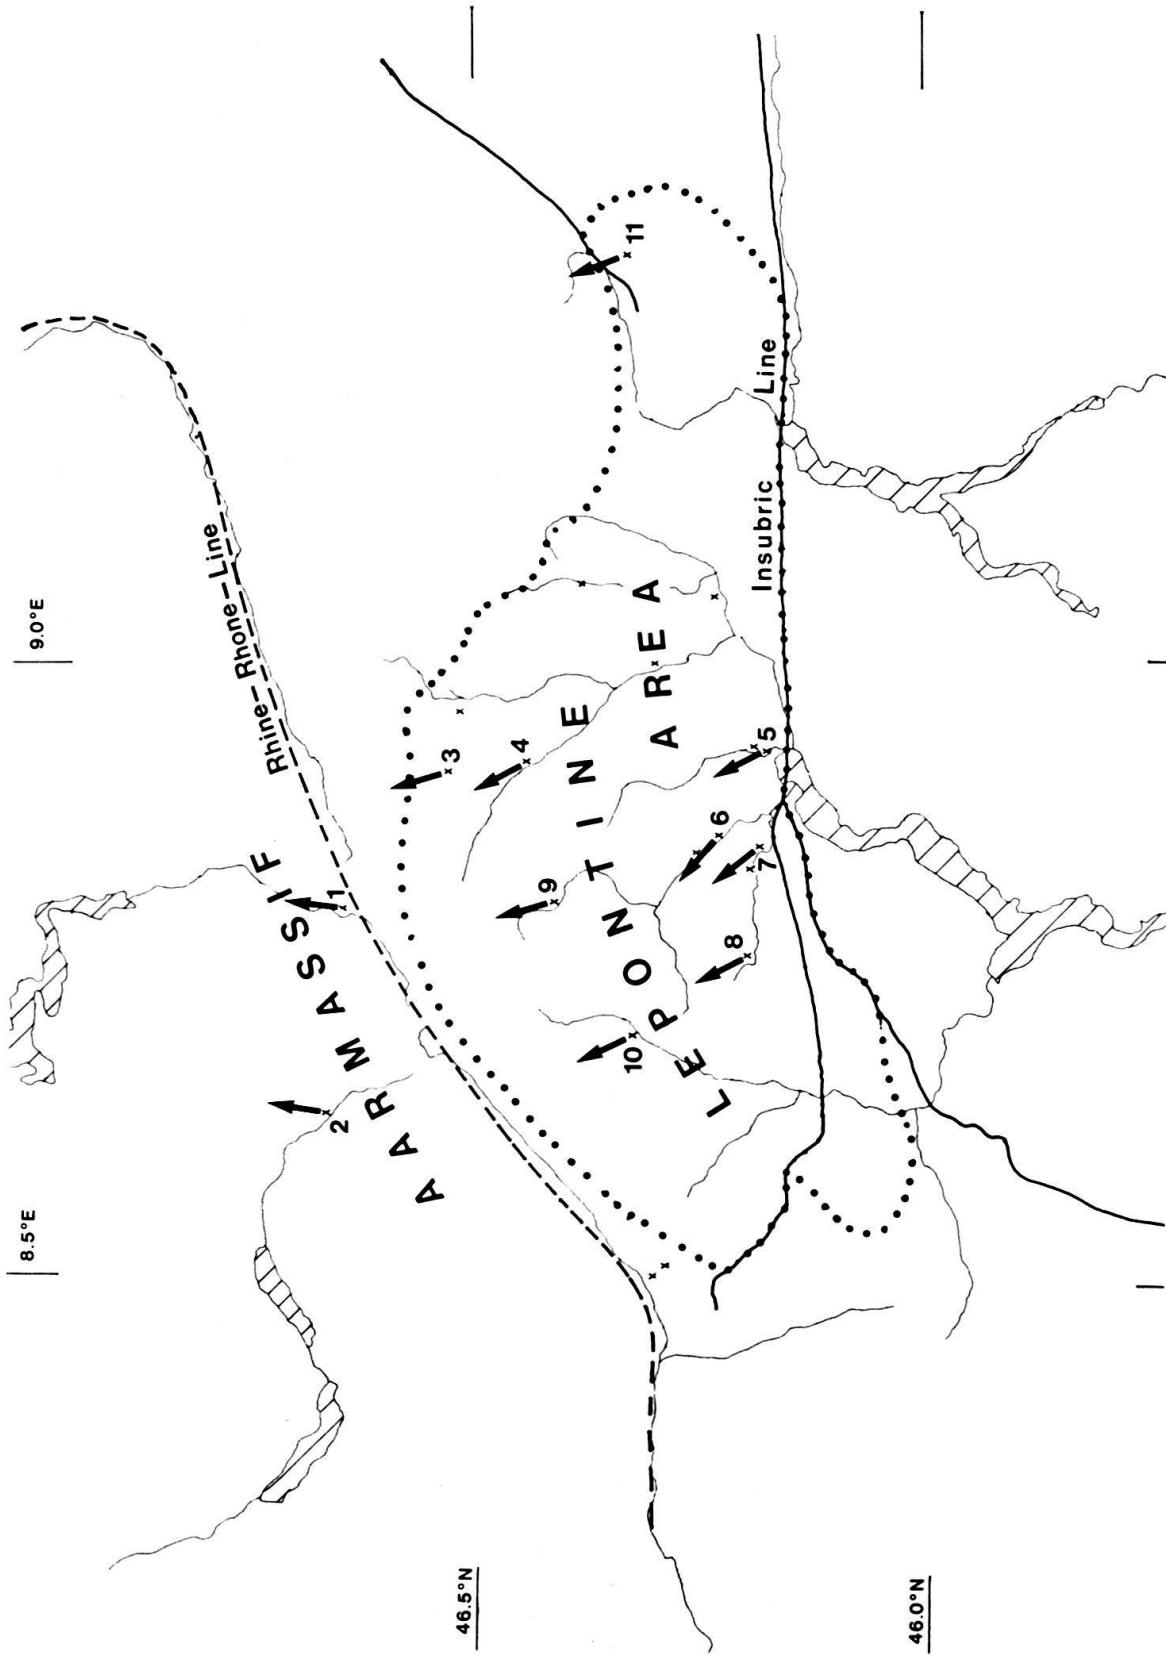 8.5°E
9.0°E
AAR MASSIF
Rhine-Rhone-Line
2
1
46.5°N
3
4
9
10
LEPONTINE
AREA
11
8
6
7
5
Insubric Line
46.0°N